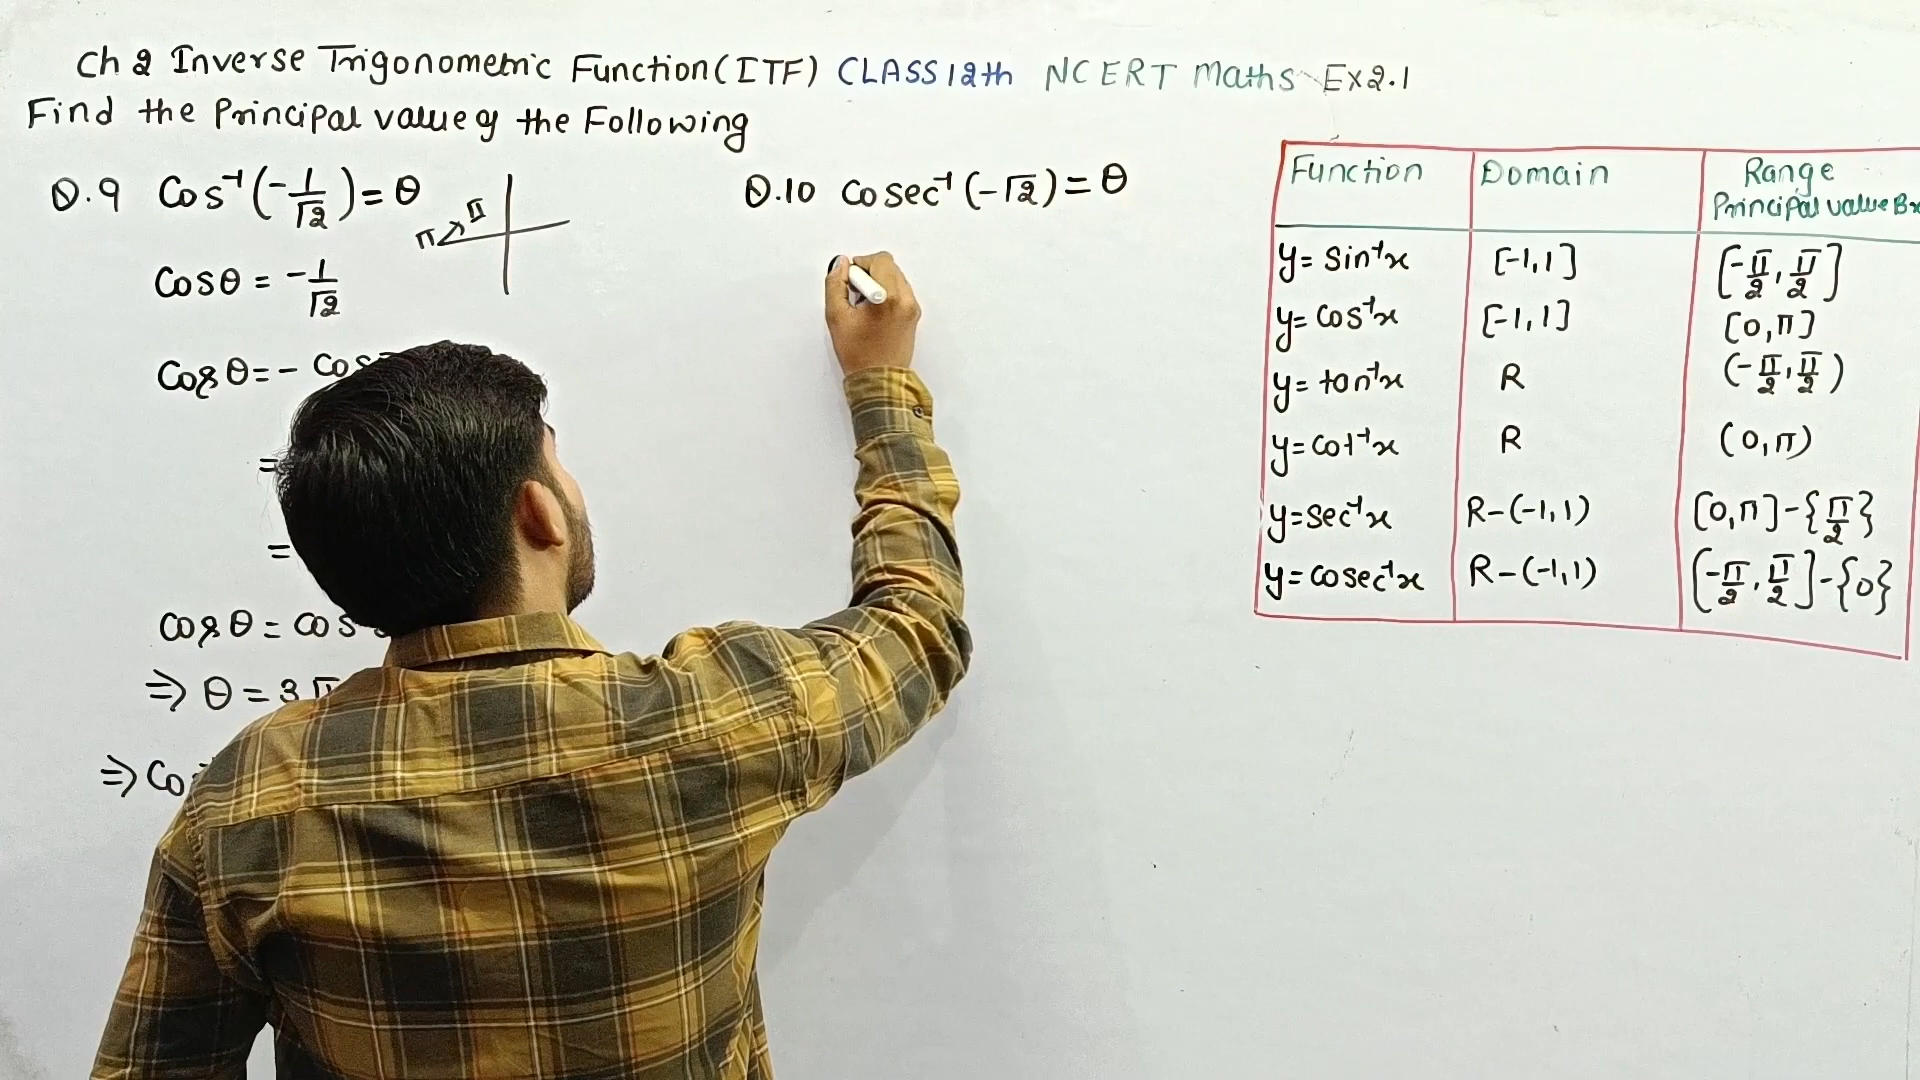 Ch 2 Inverse Trigonometric Function (ITF) CLASS 12th NCERT Maths Ex 2.1
Find the Principal value of the Following
Q.9 Cos⁻¹(-1/√2) = θ
π
π
Cosθ = -1/√2
Cosθ = - Cos
=
=
Cosθ = Cos
⇒ θ = 3π
⇒ Co
Q.10 Cosec⁻¹(-√2) = θ
Function Domain Range
Principal value Br
y = Sin⁻¹x [-1,1] [-π/2, π/2]
y = Cos⁻¹x [-1,1] [0,π]
y = tan⁻¹x R (-π/2, π/2)
y = Cot⁻¹x R (0,π)
y = sec⁻¹x R-(-1,1) [0,π]-{π/2}
y = Cosec⁻¹x R-(-1,1) [-π/2, π/2]-{0}